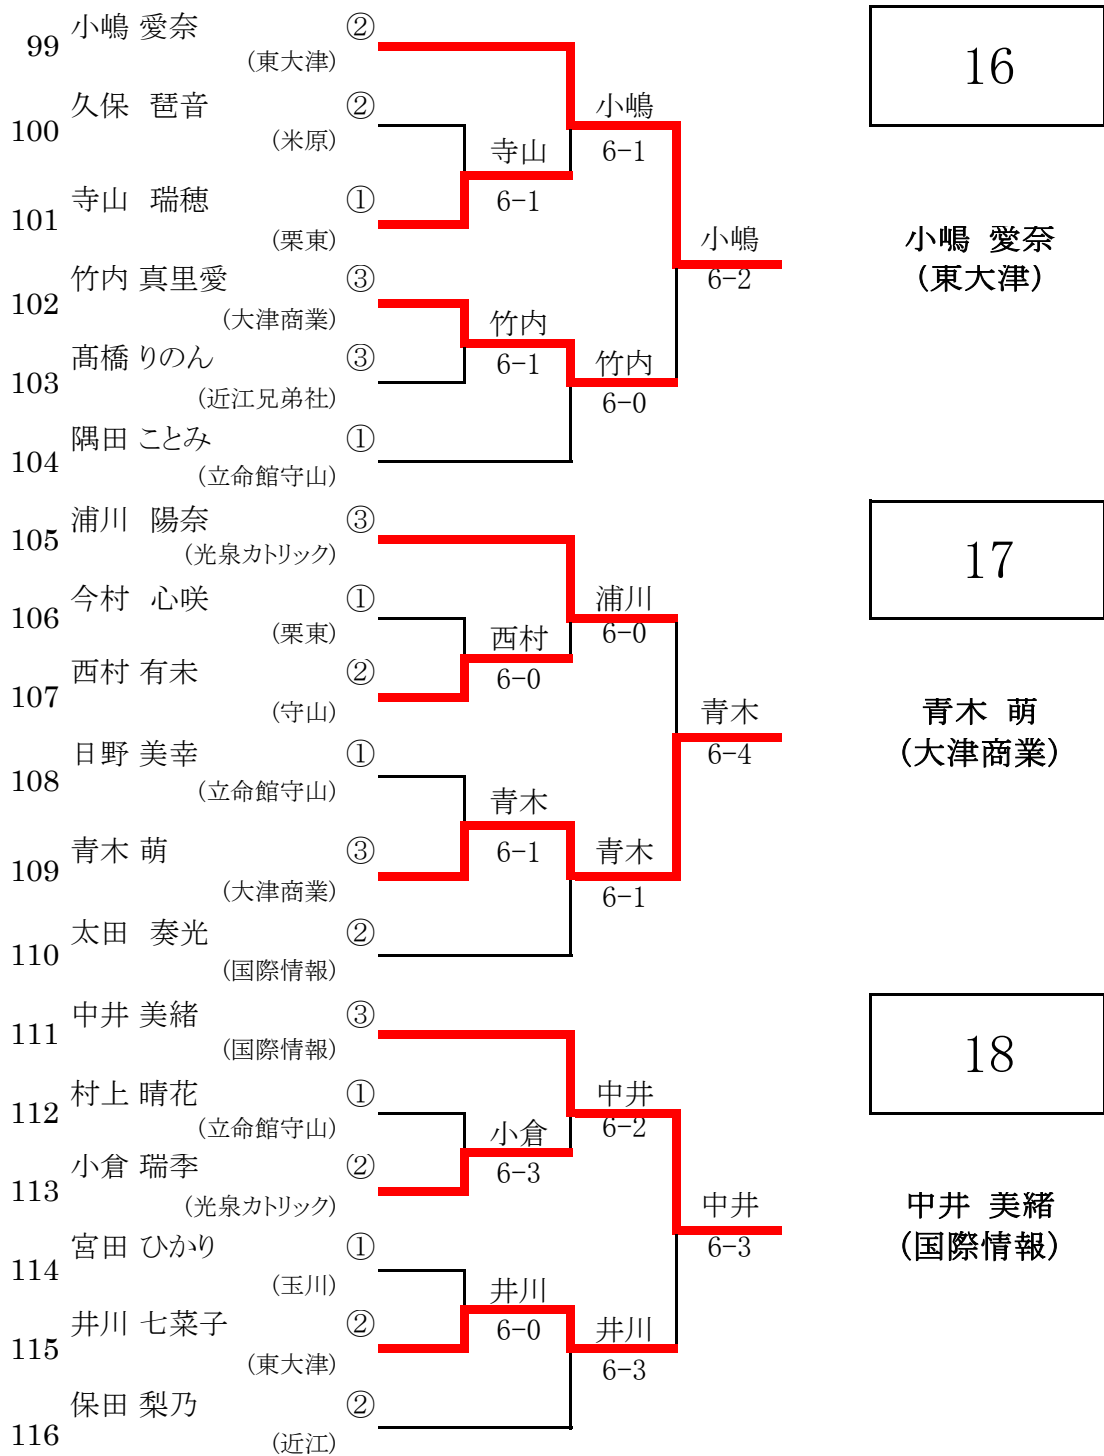 99 小嶋 愛奈 ②
(東大津)
100 久保 琶音 ②
(米原)
101 寺山 瑞穂 ①
(栗東)
102 竹内 真里愛 ③
(大津商業)
103 髙橋 りのん ③
(近江兄弟社)
104 隅田 ことみ ①
(立命館守山)
寺山
6-1
竹内
6-1
小嶋
6-1
竹内
6-0
小嶋
6-2
16
小嶋 愛奈
(東大津)
105 浦川 陽奈 ③
(光泉カトリック)
106 今村 心咲 ①
(栗東)
107 西村 有未 ②
(守山)
108 日野 美幸 ①
(立命館守山)
109 青木 萌 ③
(大津商業)
110 太田 奏光 ②
(国際情報)
西村
6-0
青木
6-1
浦川
6-0
青木
6-1
青木
6-4
17
青木 萌
(大津商業)
111 中井 美緒 ③
(国際情報)
112 村上 晴花 ①
(立命館守山)
113 小倉 瑞季 ②
(光泉カトリック)
114 宮田 ひかり ①
(玉川)
115 井川 七菜子 ②
(東大津)
116 保田 梨乃 ②
(近江)
小倉
6-3
井川
6-0
中井
6-2
井川
6-3
中井
6-3
18
中井 美緒
(国際情報)